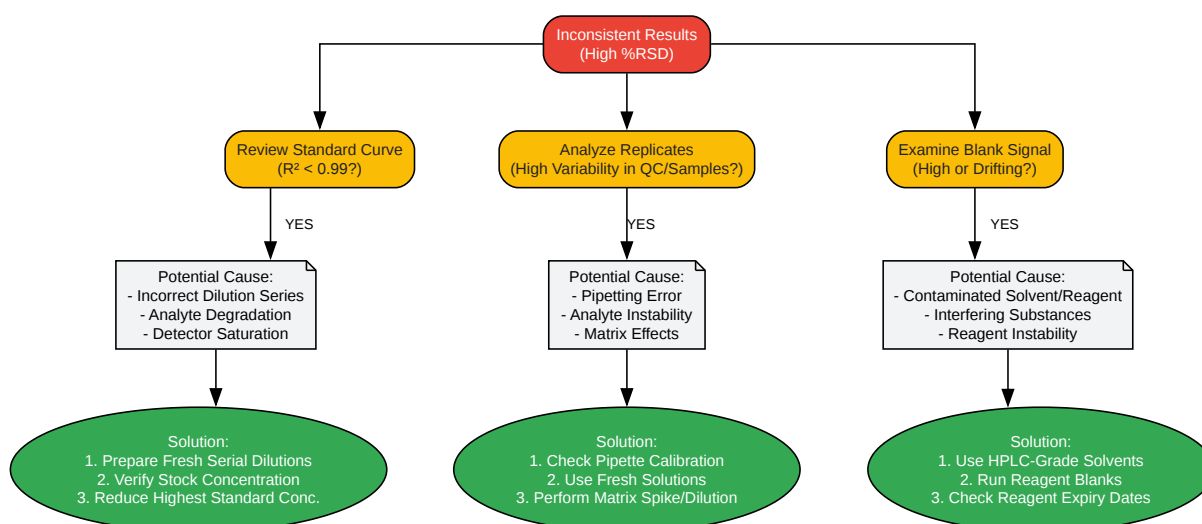 Inconsistent Results
(High %RSD)
Review Standard Curve
(R² < 0.99?)
Analyze Replicates
(High Variability in QC/Samples?)
Examine Blank Signal
(High or Drifting?)
YES
YES
YES
Potential Cause:
- Incorrect Dilution Series
- Analyte Degradation
- Detector Saturation
Potential Cause:
- Pipetting Error
- Analyte Instability
- Matrix Effects
Potential Cause:
- Contaminated Solvent/Reagent
- Interfering Substances
- Reagent Instability
Solution:
1. Prepare Fresh Serial Dilutions
2. Verify Stock Concentration
3. Reduce Highest Standard Conc.
Solution:
1. Check Pipette Calibration
2. Use Fresh Solutions
3. Perform Matrix Spike/Dilution
Solution:
1. Use HPLC-Grade Solvents
2. Run Reagent Blanks
3. Check Reagent Expiry Dates